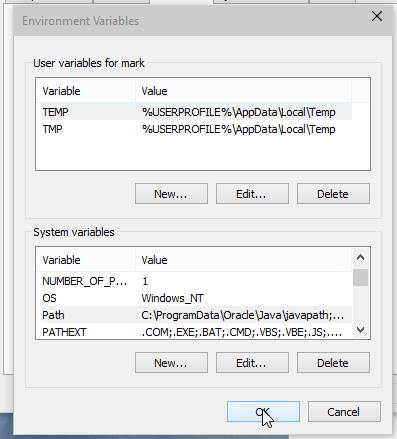 Environment Variables
User variables for mark
Variable Value
TEMP %USERPROFILE%\AppData\Local\Temp
TMP %USERPROFILE%\AppData\Local\Temp
New... Edit... Delete
System variables
Variable Value
NUMBER_OF_P... 1
OS Windows_NT
Path C:\ProgramData\Oracle\Java\javapath;...
PATHEXT .COM;.EXE;.BAT;.CMD;.VBS;.VBE;.JS;....
New... Edit... Delete
OK Cancel